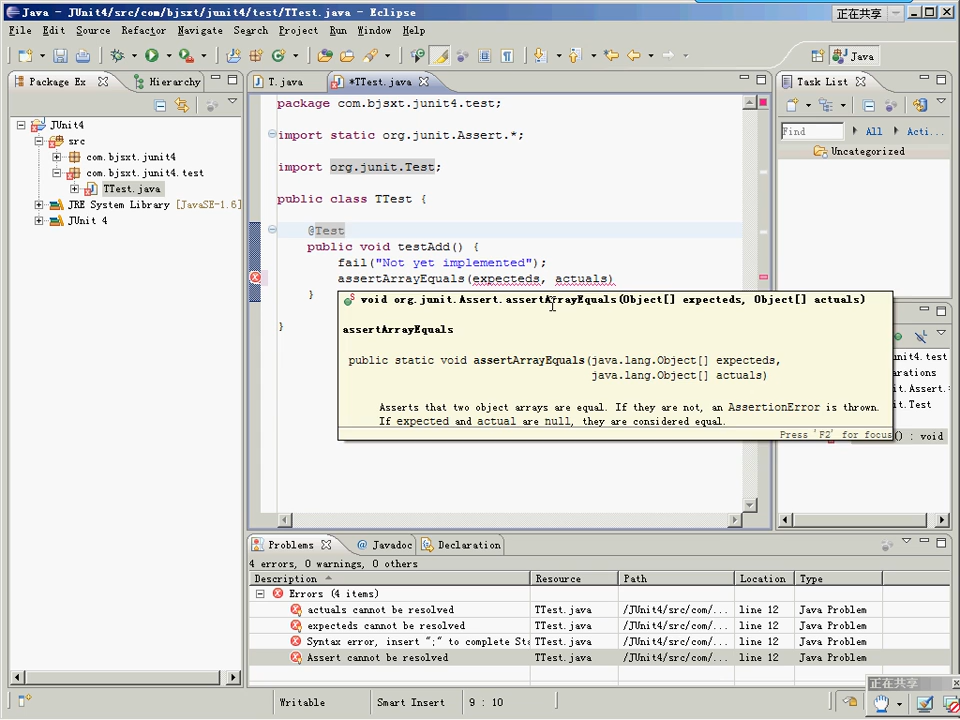 Java - JUnit4/src/com/bjsxt/junit4/test/TTest.java - Eclipse
正在共享
File Edit Source Refactor Navigate Search Project Run Window Help
Java
Package Ex
Hierarchy
JUnit4
src
com.bjsxt.junit4
com.bjsxt.junit4.test
TTest.java
JRE System Library [JavaSE-1.6]
JUnit 4
T.java
*TTest.java
package com.bjsxt.junit4.test;
import static org.junit.Assert.*;
import org.junit.Test;
public class TTest {
@Test
public void testAdd() {
fail("Not yet implemented");
assertArrayEquals(expecteds, actuals)
}
}
void org.junit.Assert.assertArrayEquals(Object[] expecteds, Object[] actuals)
assertArrayEquals
public static void assertArrayEquals(java.lang.Object[] expecteds,
java.lang.Object[] actuals)
Asserts that two object arrays are equal. If they are not, an AssertionError is thrown.
If expected and actual are null, they are considered equal.
Press 'F2' for focus
Task List
Find
All
Acti...
Uncategorized
unit4.test
arations
it.Assert.*
it.Test
() : void
Problems
@ Javadoc
Declaration
4 errors, 0 warnings, 0 others
Description Resource Path Location Type
Errors (4 items)
actuals cannot be resolved TTest.java /JUnit4/src/com/... line 12 Java Problem
expecteds cannot be resolved TTest.java /JUnit4/src/com/... line 12 Java Problem
Syntax error, insert ";" to complete Sta TTest.java /JUnit4/src/com/... line 12 Java Problem
Assert cannot be resolved TTest.java /JUnit4/src/com/... line 12 Java Problem
正在共享
Writable
Smart Insert
9 : 10